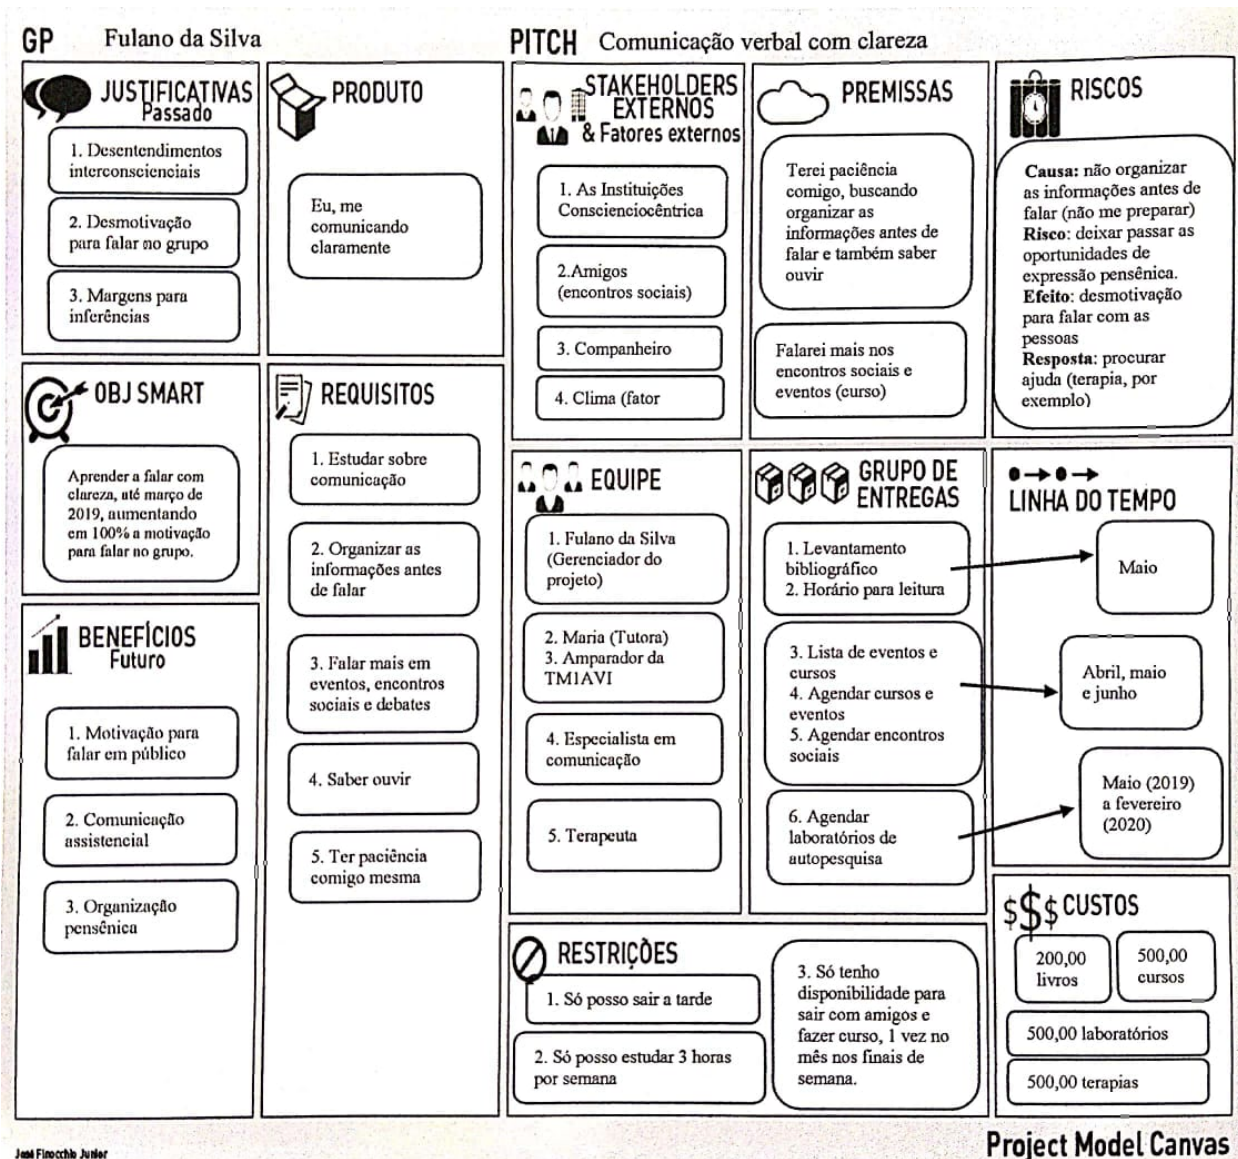 GP Fulano da Silva
PITCH Comunicação verbal com clareza
JUSTIFICATIVAS
Passado
1. Desentendimentos
interconscienciais
2. Desmotivação
para falar no grupo
3. Margens para
inferências
PRODUTO
Eu, me
comunicando
claramente
STAKEHOLDERS
EXTERNOS
& Fatores externos
1. As Instituições
Conscienciocêntrica
2.Amigos
(encontros sociais)
3. Companheiro
4. Clima (fator
PREMISSAS
Terei paciência
comigo, buscando
organizar as
informações antes de
falar e também saber
ouvir
Falarei mais nos
encontros sociais e
eventos (curso)
RISCOS
Causa: não organizar
as informações antes de
falar (não me preparar)
Risco: deixar passar as
oportunidades de
expressão pensênica.
Efeito: desmotivação
para falar com as
pessoas
Resposta: procurar
ajuda (terapia, por
exemplo)
OBJ SMART
Aprender a falar com
clareza, até março de
2019, aumentando
em 100% a motivação
para falar no grupo.
REQUISITOS
1. Estudar sobre
comunicação
2. Organizar as
informações antes
de falar
3. Falar mais em
eventos, encontros
sociais e debates
4. Saber ouvir
5. Ter paciência
comigo mesma
EQUIPE
1. Fulano da Silva
(Gerenciador do
projeto)
2. Maria (Tutora)
3. Amparador da
TM1AVI
4. Especialista em
comunicação
5. Terapeuta
GRUPO DE
ENTREGAS
1. Levantamento
bibliográfico
2. Horário para leitura
3. Lista de eventos e
cursos
4. Agendar cursos e
eventos
5. Agendar encontros
sociais
6. Agendar
laboratórios de
autopesquisa
LINHA DO TEMPO
Maio
Abril, maio
e junho
Maio (2019)
a fevereiro
(2020)
BENEFÍCIOS
Futuro
1. Motivação para
falar em público
2. Comunicação
assistencial
3. Organização
pensênica
RESTRIÇÕES
1. Só posso sair a tarde
2. Só posso estudar 3 horas
por semana
3. Só tenho
disponibilidade para
sair com amigos e
fazer curso, 1 vez no
mês nos finais de
semana.
$$$ CUSTOS
200,00
livros
500,00
cursos
500,00 laboratórios
500,00 terapias
José Finocchio Junior
Project Model Canvas